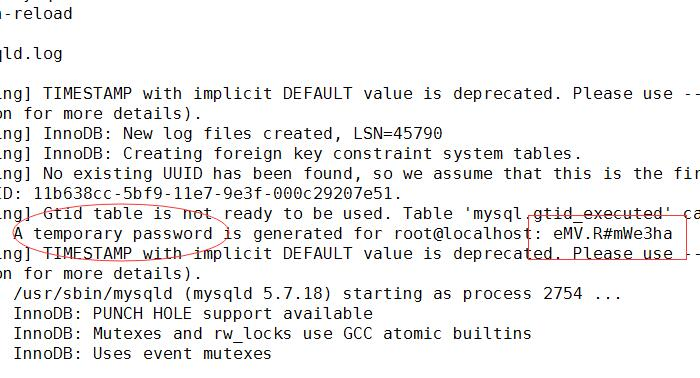 -reload
ld.log
ng] TIMESTAMP with implicit DEFAULT value is deprecated. Please use --
on for more details).
ng] InnoDB: New log files created, LSN=45790
ng] InnoDB: Creating foreign key constraint system tables.
ng] No existing UUID has been found, so we assume that this is the fir
ID: 11b638cc-5bf9-11e7-9e3f-000c29207e51.
ng] Gtid table is not ready to be used. Table 'mysql.gtid_executed' ca
A temporary password is generated for root@localhost: eMV.R#mWe3ha
ng] TIMESTAMP with implicit DEFAULT value is deprecated. Please use --
on for more details).
/usr/sbin/mysqld (mysqld 5.7.18) starting as process 2754 ...
InnoDB: PUNCH HOLE support available
InnoDB: Mutexes and rw_locks use GCC atomic builtins
InnoDB: Uses event mutexes